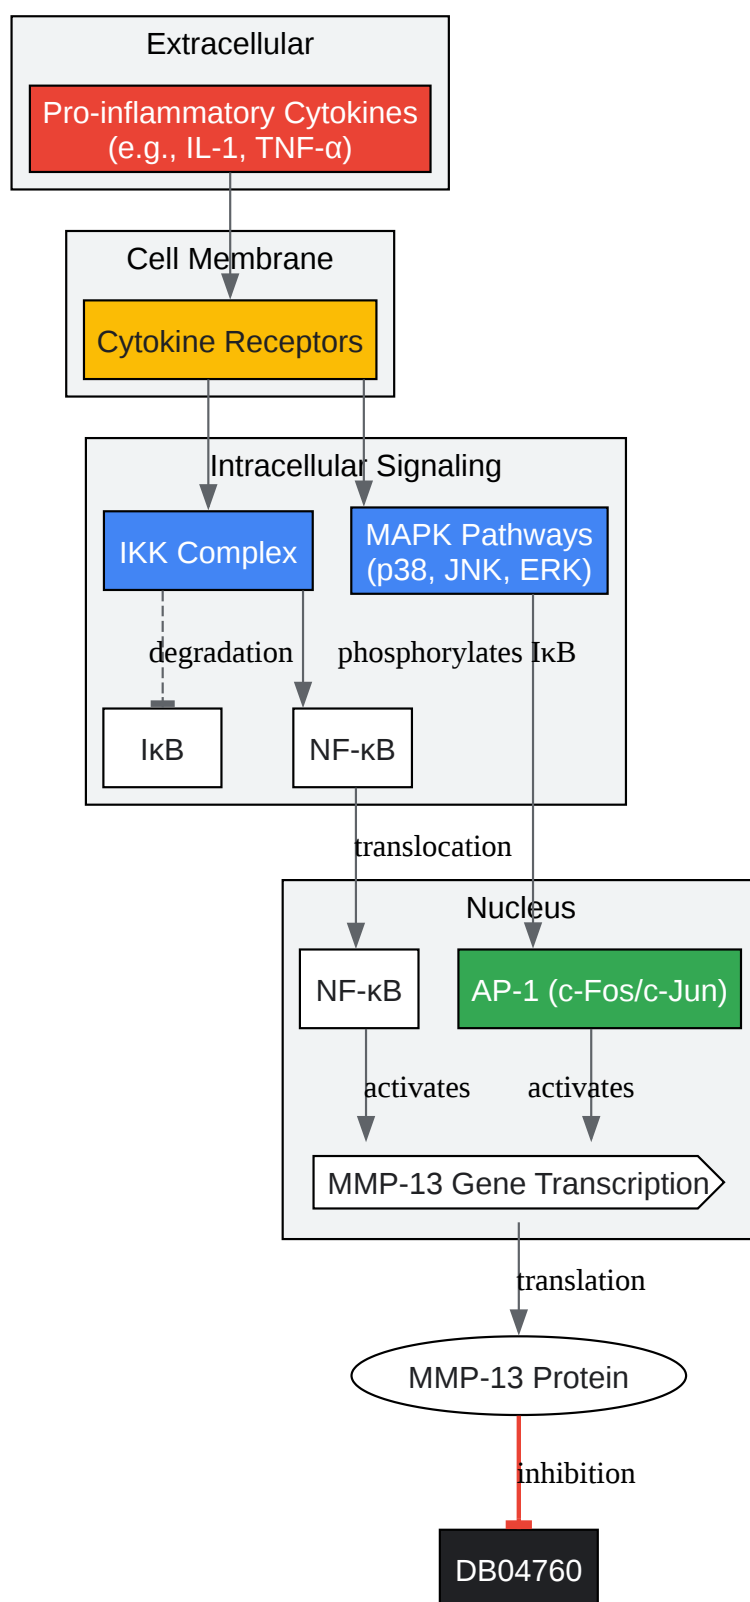 Extracellular
Pro-inflammatory Cytokines
(e.g., IL-1, TNF-α)
Cell Membrane
Cytokine Receptors
Intracellular Signaling
IKK Complex
MAPK Pathways
(p38, JNK, ERK)
degradation
phosphorylates IκB
IκB
NF-κB
translocation
Nucleus
NF-κB
AP-1 (c-Fos/c-Jun)
activates
activates
MMP-13 Gene Transcription
translation
MMP-13 Protein
inhibition
DB04760